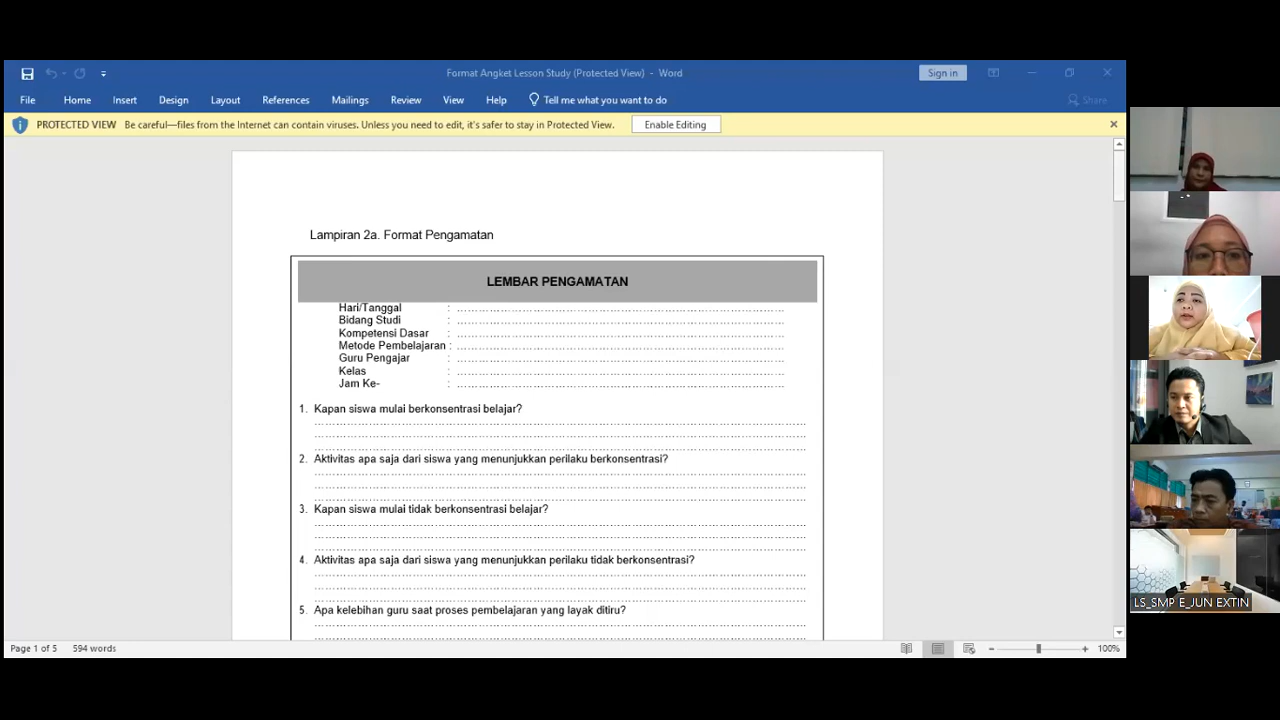 Format Angket Lesson Study (Protected View) - Word
Sign in
File Home Insert Design Layout References Mailings Review View Help Tell me what you want to do Share
PROTECTED VIEW Be careful—files from the Internet can contain viruses. Unless you need to edit, it's safer to stay in Protected View. Enable Editing
Lampiran 2a. Format Pengamatan
LEMBAR PENGAMATAN
Hari/Tanggal :
Bidang Studi :
Kompetensi Dasar :
Metode Pembelajaran :
Guru Pengajar :
Kelas :
Jam Ke- :
1. Kapan siswa mulai berkonsentrasi belajar?
2. Aktivitas apa saja dari siswa yang menunjukkan perilaku berkonsentrasi?
3. Kapan siswa mulai tidak berkonsentrasi belajar?
4. Aktivitas apa saja dari siswa yang menunjukkan perilaku tidak berkonsentrasi?
5. Apa kelebihan guru saat proses pembelajaran yang layak ditiru?
LS_SMP E_JUN EXTIN
Page 1 of 5 594 words 100%